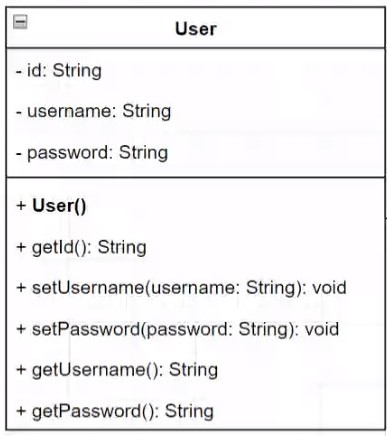 User
- id: String
- username: String
- password: String
+ User()
+ getId(): String
+ setUsername(username: String): void
+ setPassword(password: String): void
+ getUsername(): String
+ getPassword(): String